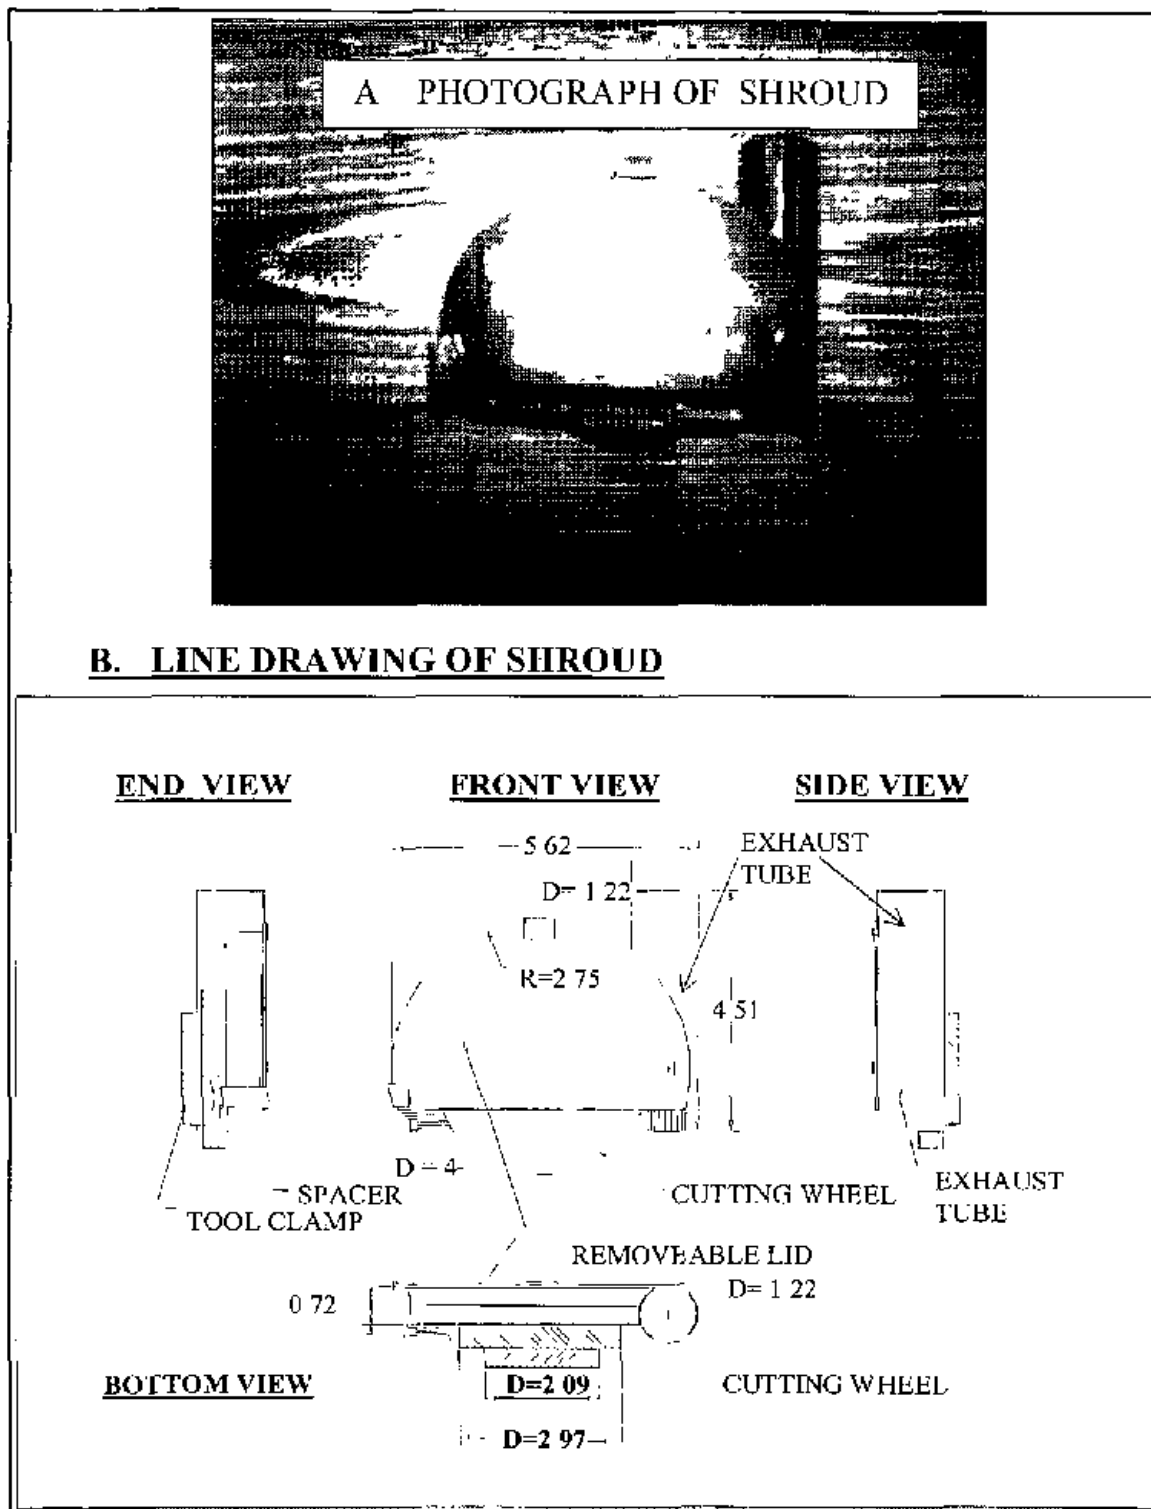 A PHOTOGRAPH OF SHROUD
B. LINE DRAWING OF SHROUD
END VIEW
FRONT VIEW
SIDE VIEW
5 62
EXHAUST
TUBE
D= 1 22
R=2 75
4 51
D = 4
SPACER
TOOL CLAMP
CUTTING WHEEL
EXHAUST
TUBE
REMOVEABLE LID
0 72
D= 1 22
BOTTOM VIEW
D=2 09
CUTTING WHEEL
D=2 97